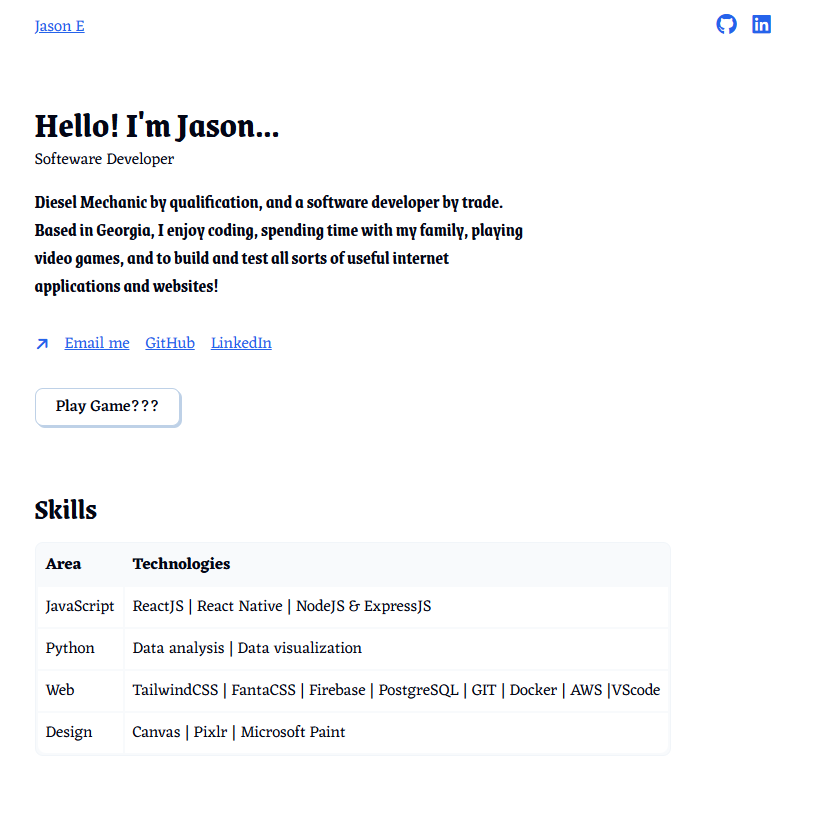 Jason E
Hello! I'm Jason...
Softeware Developer
Diesel Mechanic by qualification, and a software developer by trade.
Based in Georgia, I enjoy coding, spending time with my family, playing
video games, and to build and test all sorts of useful internet
applications and websites!
Email me GitHub LinkedIn
Play Game???
Skills
Area Technologies
JavaScript ReactJS | React Native | NodeJS & ExpressJS
Python Data analysis | Data visualization
Web TailwindCSS | FantaCSS | Firebase | PostgreSQL | GIT | Docker | AWS |VScode
Design Canvas | Pixlr | Microsoft Paint